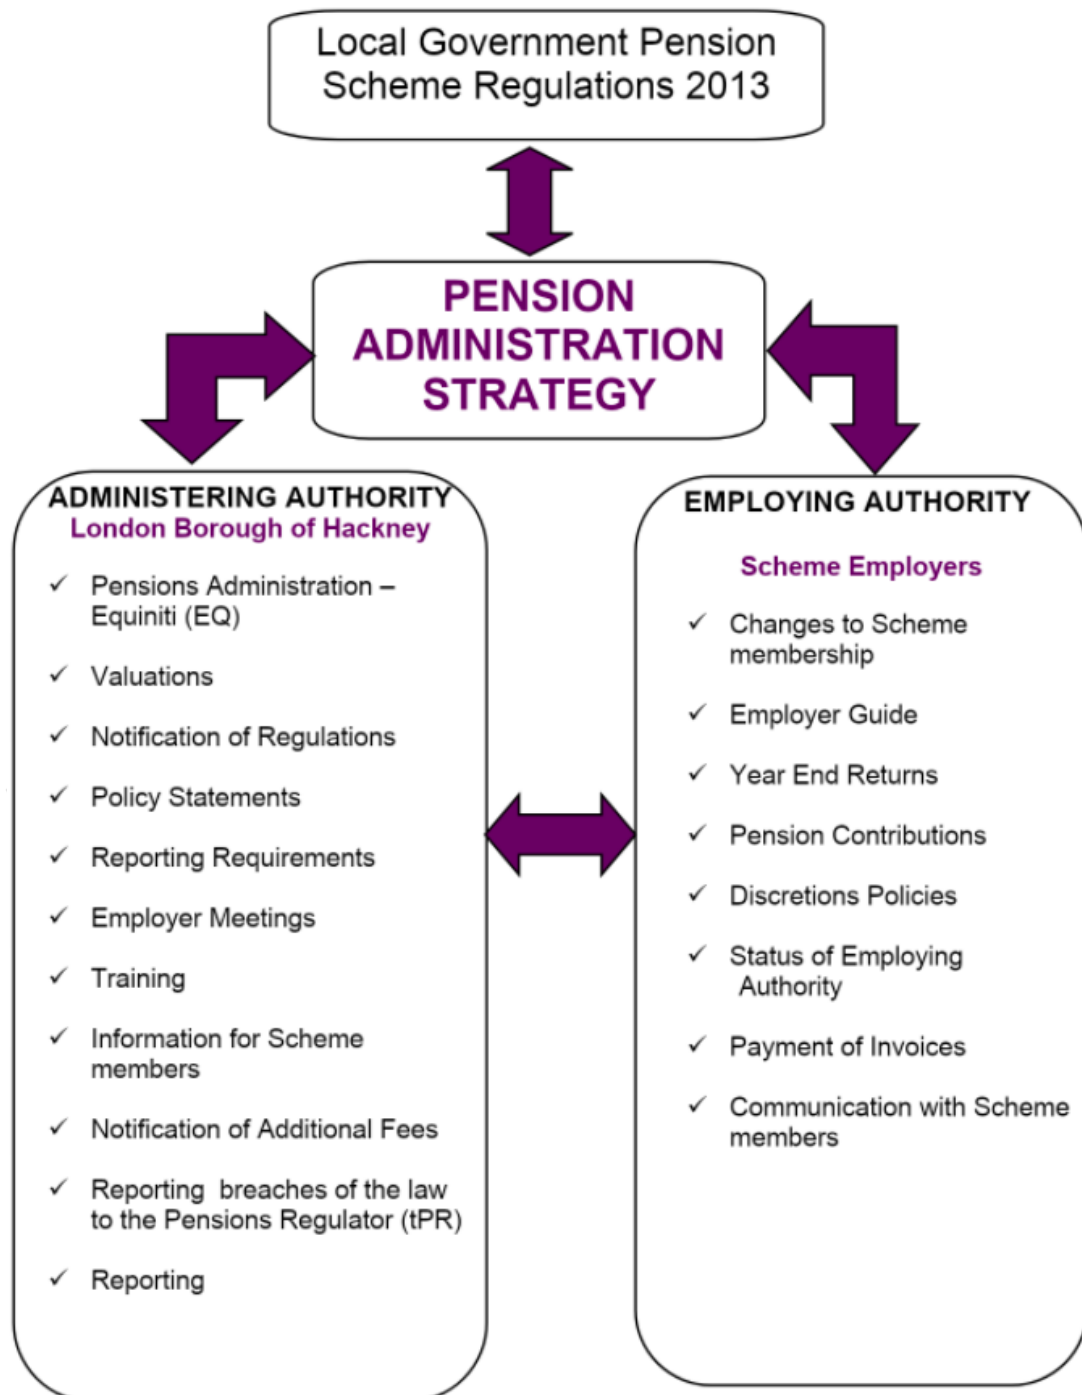 Local Government Pension
Scheme Regulations 2013
PENSION
ADMINISTRATION
STRATEGY
ADMINISTERING AUTHORITY
London Borough of Hackney
✓ Pensions Administration –
Equiniti (EQ)
✓ Valuations
✓ Notification of Regulations
✓ Policy Statements
✓ Reporting Requirements
✓ Employer Meetings
✓ Training
✓ Information for Scheme
members
✓ Notification of Additional Fees
✓ Reporting breaches of the law
to the Pensions Regulator (tPR)
✓ Reporting
EMPLOYING AUTHORITY
Scheme Employers
✓ Changes to Scheme
membership
✓ Employer Guide
✓ Year End Returns
✓ Pension Contributions
✓ Discretions Policies
✓ Status of Employing
Authority
✓ Payment of Invoices
✓ Communication with Scheme
members